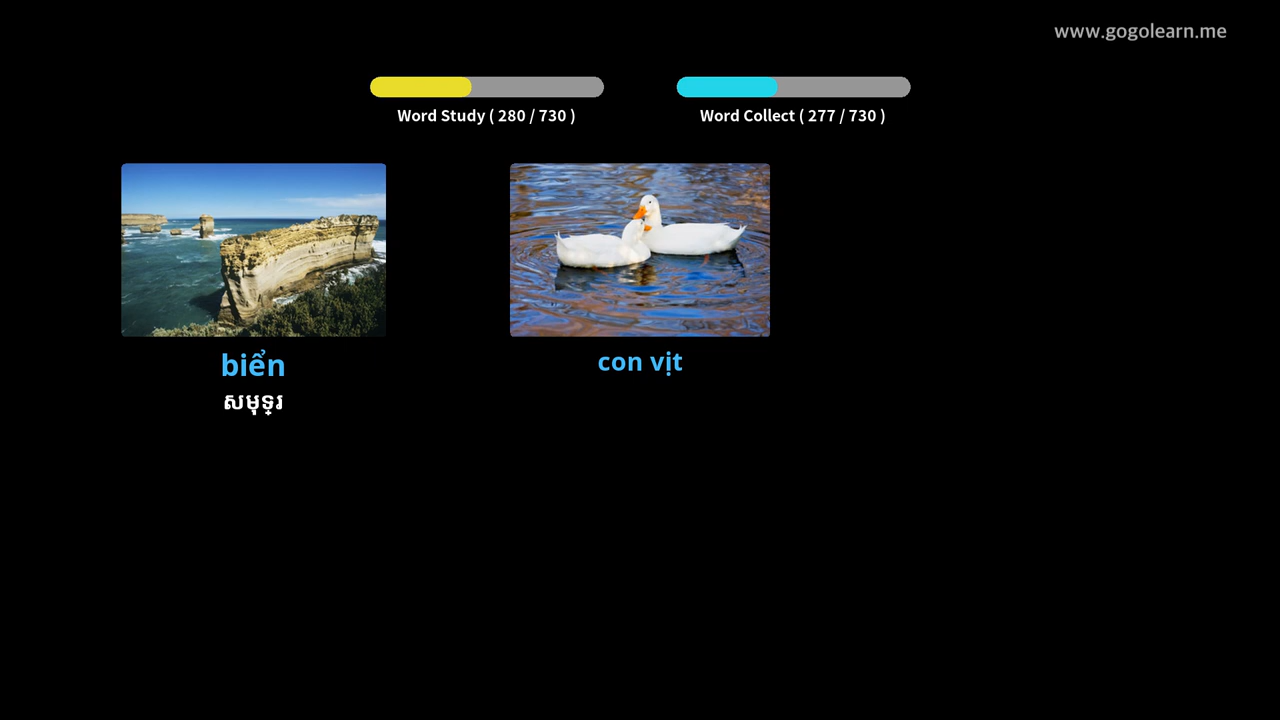 www.gogolearn.me
Word Study ( 280 / 730 )
Word Collect ( 277 / 730 )
biển
សមុទ្រ
con vịt